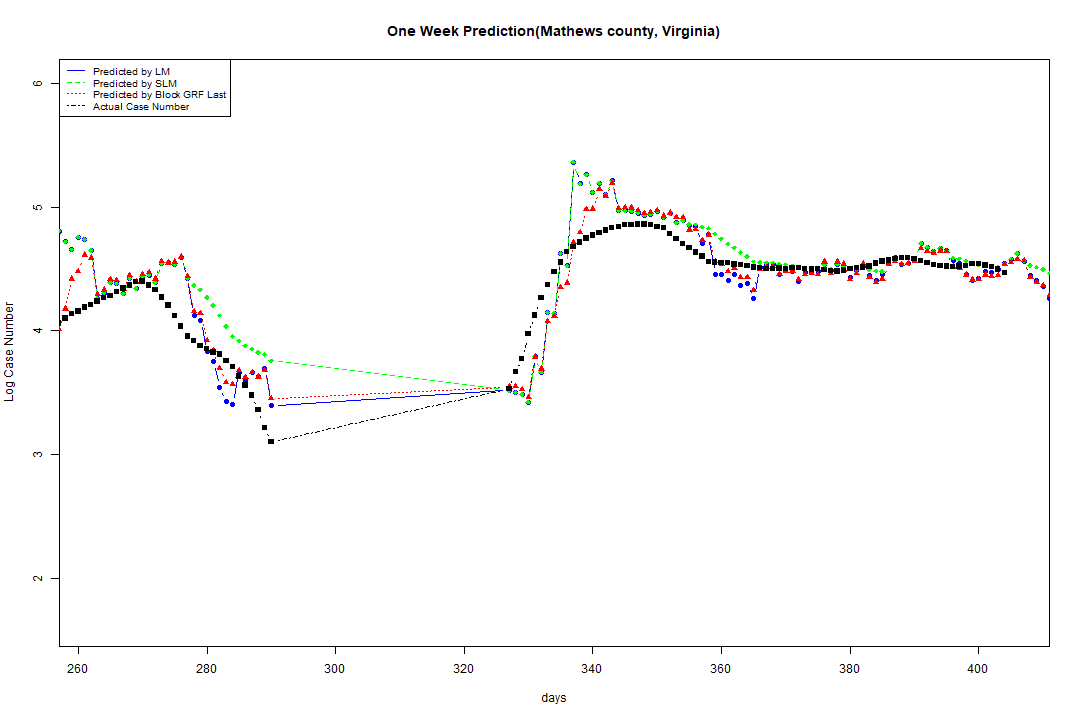 One Week Prediction(Mathews county, Virginia)
Predicted by LM
Predicted by SLM
Predicted by Block GRF Last
Actual Case Number
6
5
4
3
2
Log Case Number
260 280 300 320 340 360 380 400
days